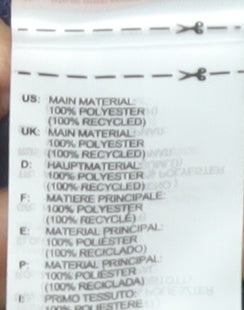 US: MAIN MATERIAL:
100% POLYESTER
(100% RECYCLED)
UK: MAIN MATERIAL:
100% POLYESTER
(100% RECYCLED)
D: HAUPTMATERIAL:
100% POLYESTER
(100% RECYCLED)
F: MATIERE PRINCIPALE:
100% POLYESTER
(100% RECYCLÉ)
E: MATERIAL PRINCIPAL:
100% POLIÉSTER
(100% RECICLADO)
P: MATERIAL PRINCIPAL:
100% POLIÉSTER
(100% RECICLADA)
I: PRIMO TESSUTO:
100% POLIESTERE